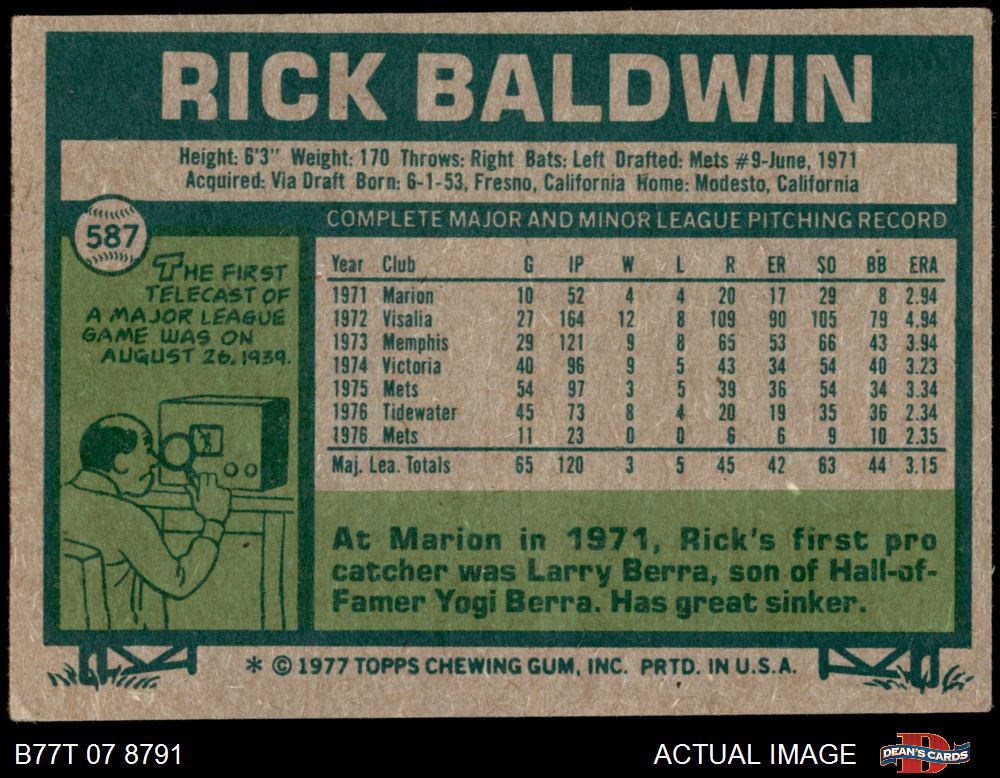 RICK BALDWIN
Height: 6'3" Weight: 170 Throws: Right Bats: Left Drafted: Mets #9-June, 1971
Acquired: Via Draft Born: 6-1-53, Fresno, California Home: Modesto, California
587
THE FIRST
TELECAST OF
A MAJOR LEAGUE
GAME WAS ON
AUGUST 26, 1939.
COMPLETE MAJOR AND MINOR LEAGUE PITCHING RECORD
Year Club G IP W L R ER SO BB ERA
1971 Marion 10 52 4 4 20 17 29 8 2.94
1972 Visalia 27 164 12 8 109 90 105 79 4.94
1973 Memphis 29 121 9 8 65 53 66 43 3.94
1974 Victoria 40 96 9 5 43 34 54 40 3.23
1975 Mets 54 97 3 5 39 36 54 34 3.34
1976 Tidewater 45 73 8 4 20 19 35 36 2.34
1976 Mets 11 23 0 0 6 6 9 10 2.35
Maj. Lea. Totals 65 120 3 5 45 42 63 44 3.15
At Marion in 1971, Rick's first pro
catcher was Larry Berra, son of Hall-of-
Famer Yogi Berra. Has great sinker.
* © 1977 TOPPS CHEWING GUM, INC. PRTD. IN U.S.A.
B77T 07 8791
ACTUAL IMAGE
DEAN'S CARDS